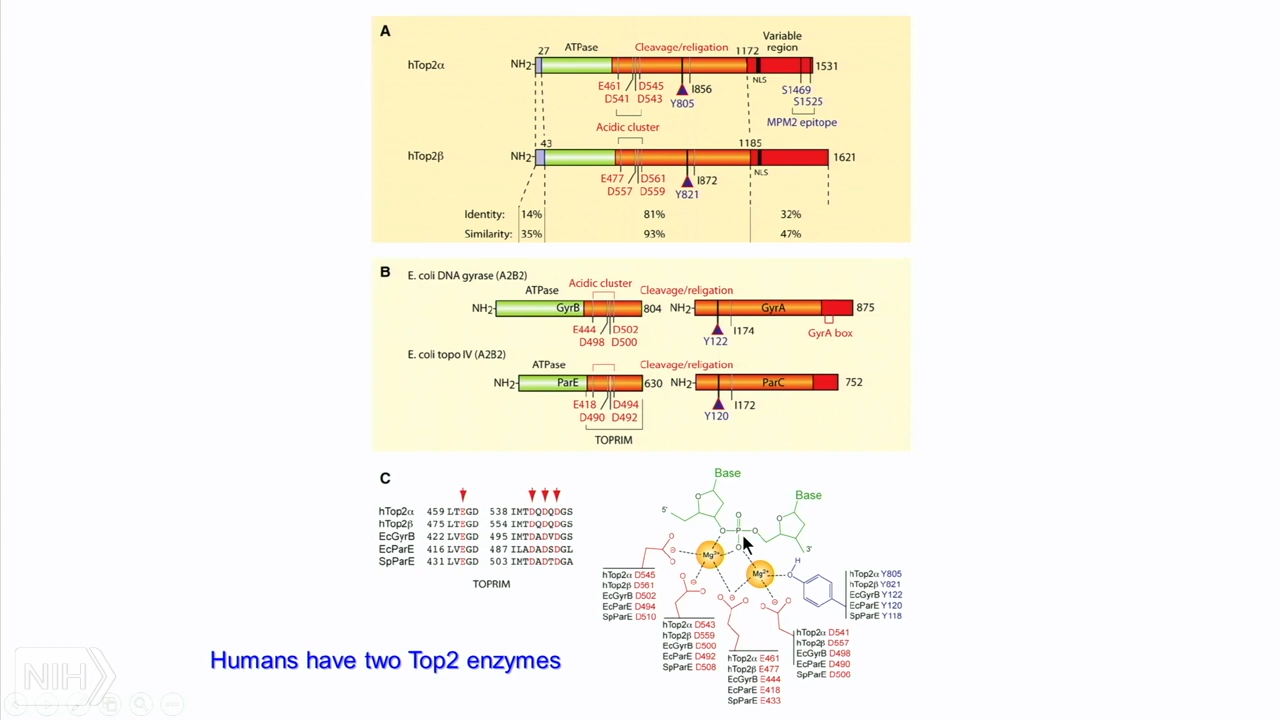 A
Variable
region
ATPase
Cleavage/religation
27
1172
hTop2α
NH2
1531
NLS
E461
D545
I856
D541
D543
Y805
S1469
S1525
MPM2 epitope
Acidic cluster
43
1185
hTop2β
NH2
1621
NLS
E477
D561
I872
D557
D559
Y821
Identity: 14% 81% 32%
Similarity: 35% 93% 47%
B
E. coli DNA gyrase (A2B2)
ATPase
Acidic cluster
Cleavage/religation
NH2
GyrB
804
NH2
GyrA
875
E444
D502
I174
GyrA box
D498
D500
Y122
E. coli topo IV (A2B2)
ATPase
Cleavage/religation
NH2
ParE
630
NH2
ParC
752
E418
D494
I172
D490
D492
Y120
TOPRIM
C
hTop2α 459 LTEGD 538 IMTDQDQDGS
hTop2β 475 LTEGD 554 IMTDQDQDGS
EcGyrB 422 LVEGD 495 IMTDADVDGS
EcParE 416 LVEGD 487 ILADADSDGL
SpParE 431 LVEGD 503 IMTDADTDGA
TOPRIM
Base
Base
5'
O
O
P
O
O
O
O
3'
Mg2+
Mg2+
H
O
O
O
O
O
O
O
O
O
hTop2α D545
hTop2β D561
EcGyrB D502
EcParE D494
SpParE D510
hTop2α Y805
hTop2β Y821
EcGyrB Y122
EcParE Y120
SpParE Y118
hTop2α D543
hTop2β D559
EcGyrB D500
EcParE D492
SpParE D508
hTop2α D541
hTop2β D557
EcGyrB D498
EcParE D490
SpParE D506
hTop2α E461
hTop2β E477
EcGyrB E444
EcParE E418
SpParE E433
Humans have two Top2 enzymes
NIH